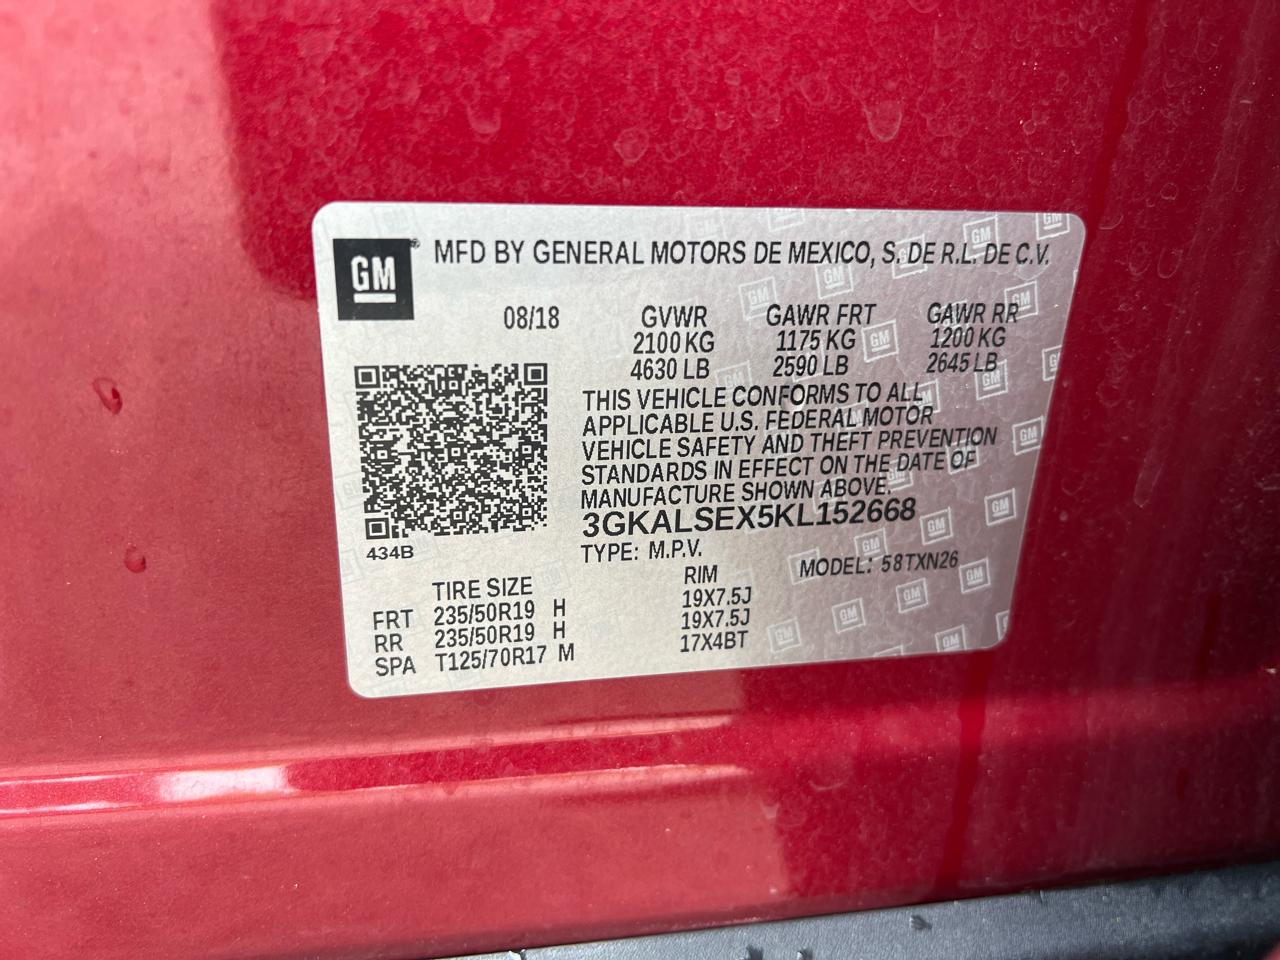 GM® MFD BY GENERAL MOTORS DE MEXICO, S. DE R.L. DE C.V.
08/18 GVWR GAWR FRT GAWR RR
2100 KG 1175 KG 1200 KG
4630 LB 2590 LB 2645 LB
THIS VEHICLE CONFORMS TO ALL
APPLICABLE U.S. FEDERAL MOTOR
VEHICLE SAFETY AND THEFT PREVENTION
STANDARDS IN EFFECT ON THE DATE OF
MANUFACTURE SHOWN ABOVE.
3GKALSEX5KL152668
434B TYPE: M.P.V. MODEL: 58TXN26
TIRE SIZE RIM
FRT 235/50R19 H 19X7.5J
RR 235/50R19 H 19X7.5J
SPA T125/70R17 M 17X4BT